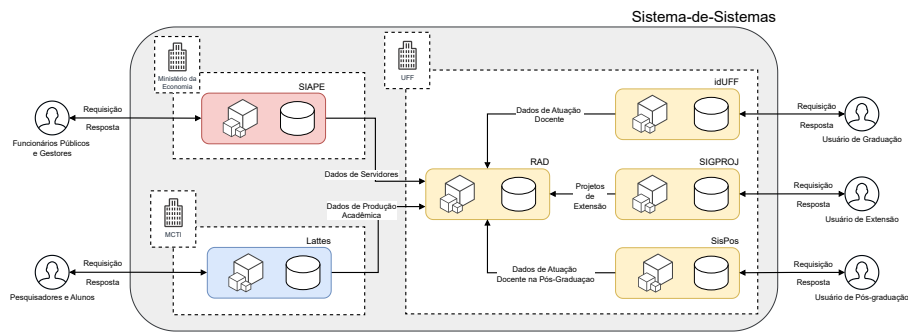 Sistema-de-Sistemas
Ministério da
Economia
UFF
SIAPE
idUFF
Requisição
Resposta
Funcionários Públicos
e Gestores
Dados de Atuação
Docente
Requisição
Resposta
Usuário de Graduação
Dados de Servidores
RAD
SIGPROJ
Dados de Produção
Acadêmica
Projetos
de
Extensão
Requisição
Resposta
Usuário de Extensão
MCTI
Lattes
SisPos
Requisição
Resposta
Pesquisadores e Alunos
Dados de Atuação
Docente na Pós-Graduaçao
Requisição
Resposta
Usuário de Pós-graduação